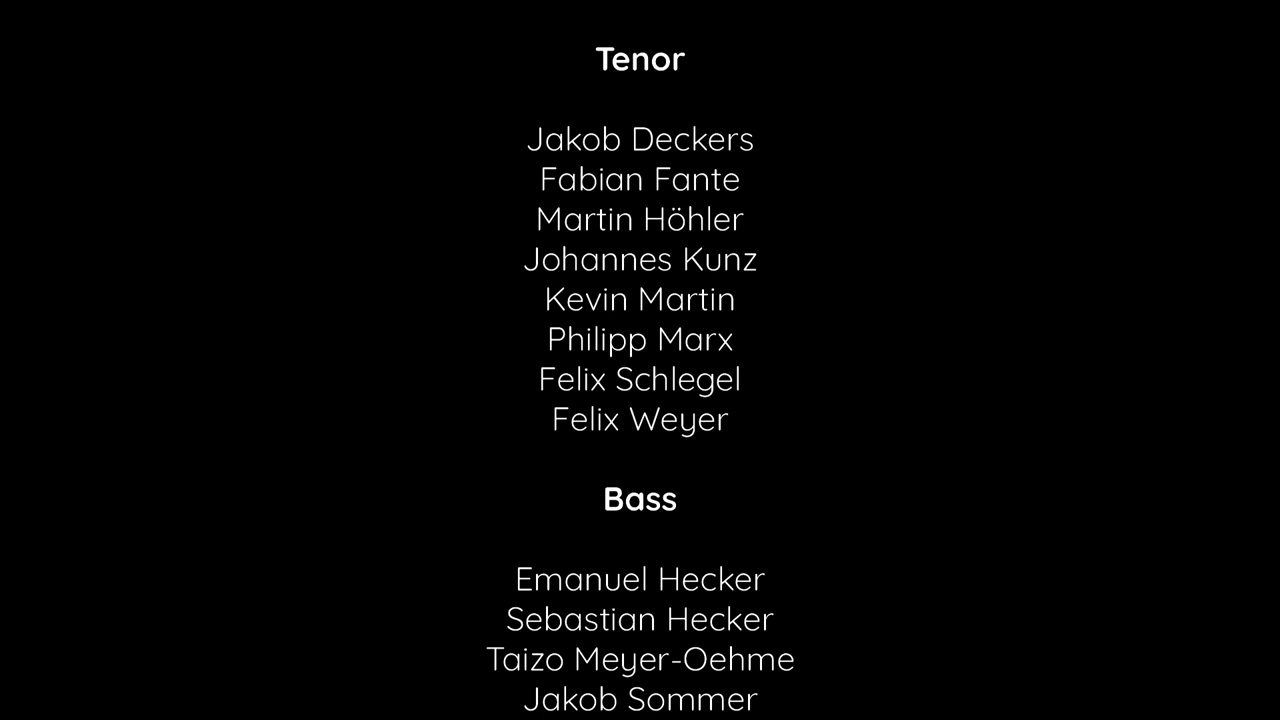 Tenor
Jakob Deckers
Fabian Fante
Martin Höhler
Johannes Kunz
Kevin Martin
Philipp Marx
Felix Schlegel
Felix Weyer
Bass
Emanuel Hecker
Sebastian Hecker
Taizo Meyer-Oehme
Jakob Sommer